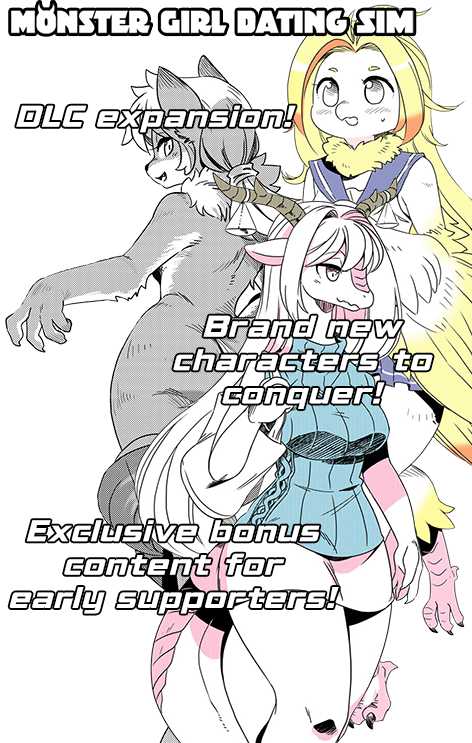 MÖNSTER GIRL DATING SIM
DLC expansion!
Brand new
characters to
conquer!
Exclusive bonus
content for
early supporters!